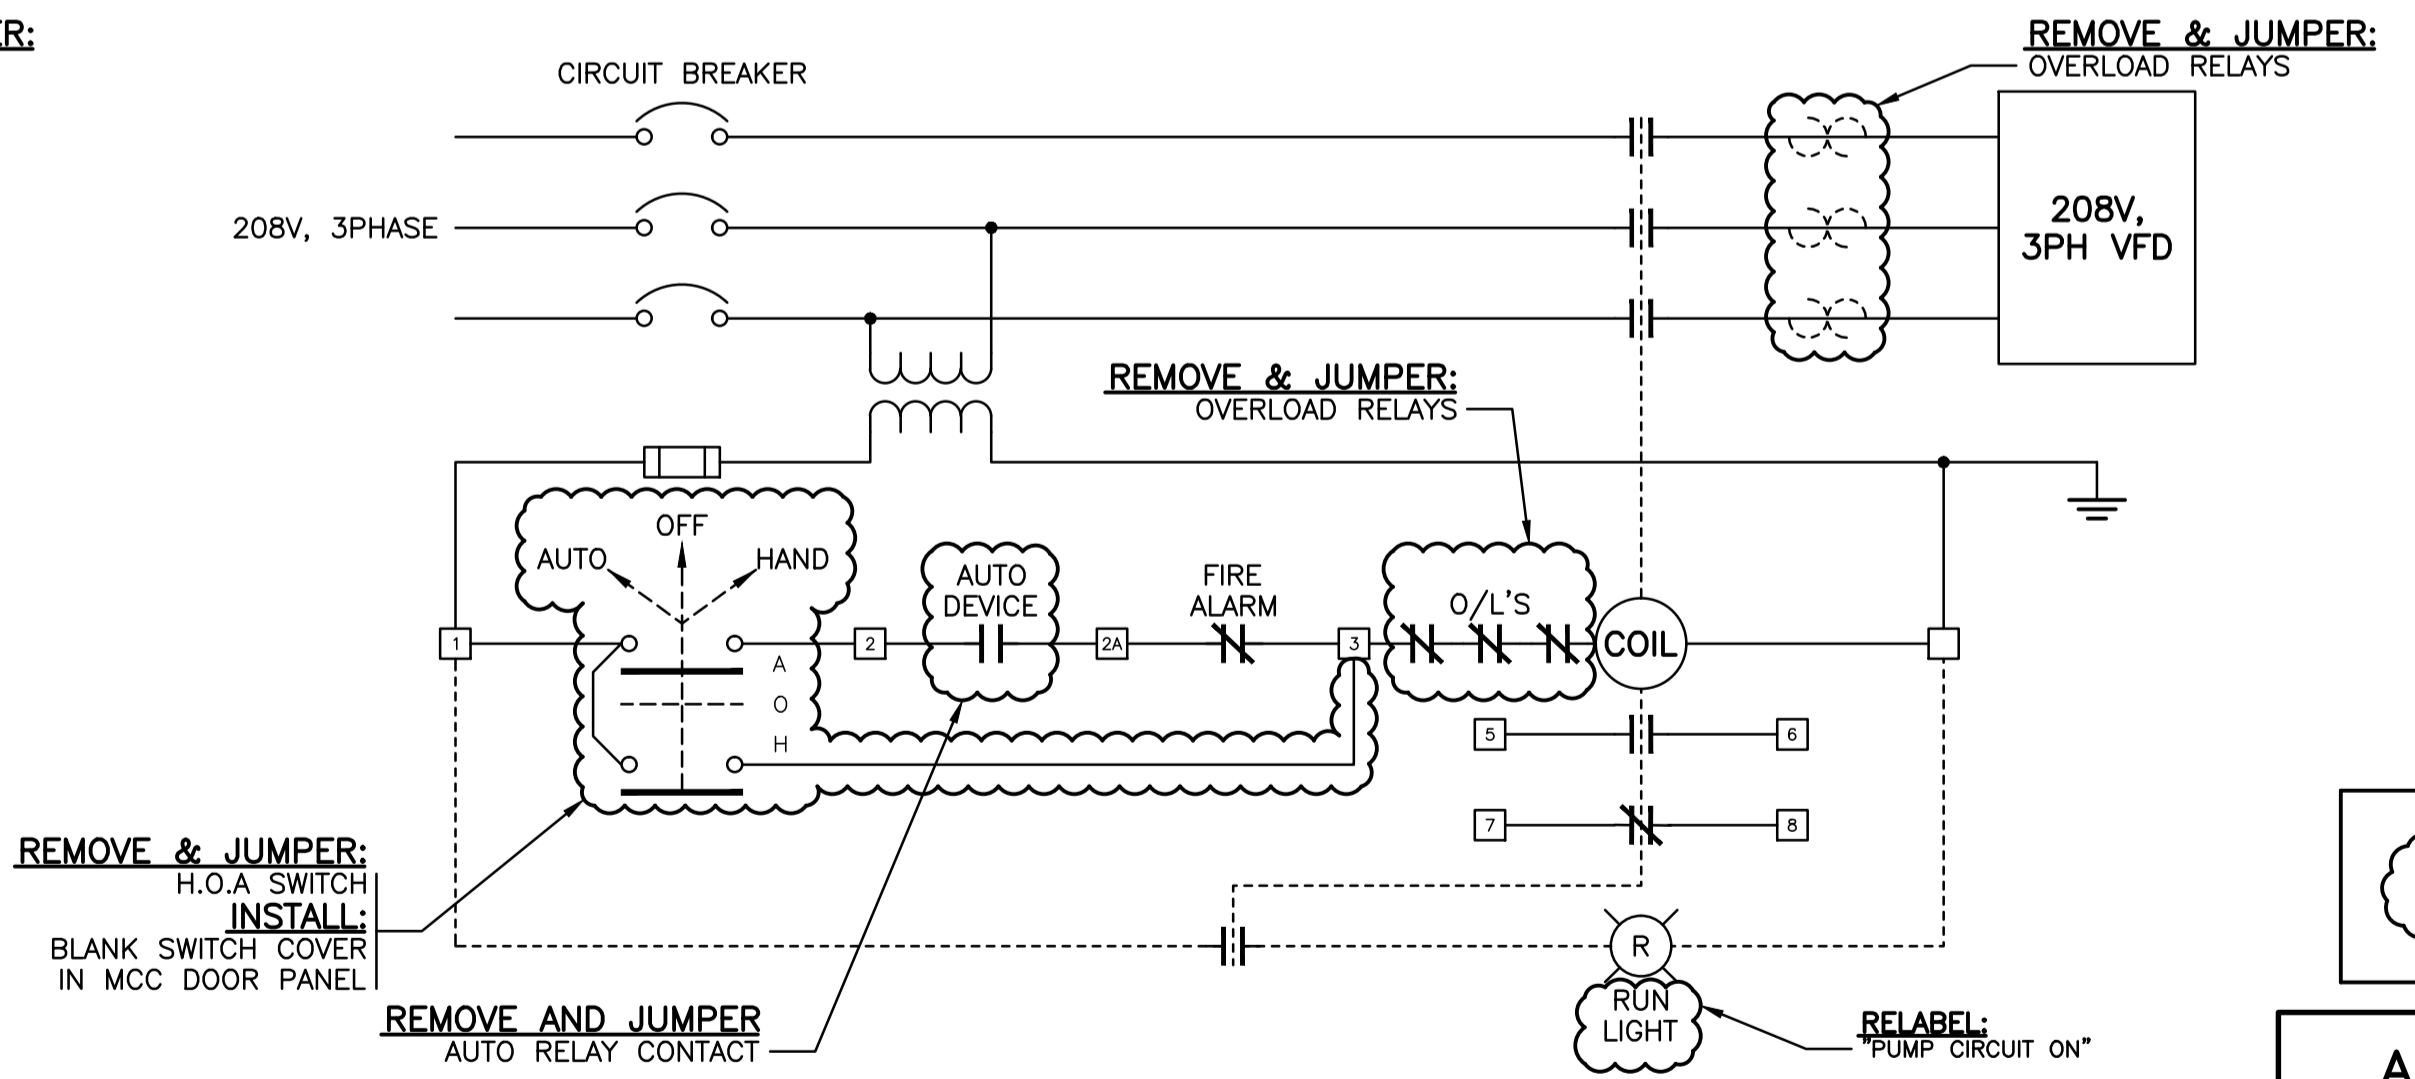 REMOVE & JUMPER:
OVERLOAD RELAYS
CIRCUIT BREAKER
208V, 3PHASE
208V,
3PH VFD
REMOVE & JUMPER:
OVERLOAD RELAYS
OFF
AUTO
HAND
AUTO
DEVICE
FIRE
ALARM
O/L'S
1
2
2A
3
COIL
A
O
H
5
6
7
8
REMOVE & JUMPER:
H.O.A SWITCH
INSTALL:
BLANK SWITCH COVER
IN MCC DOOR PANEL
R
RUN
LIGHT
REMOVE AND JUMPER
AUTO RELAY CONTACT
RELABEL:
"PUMP CIRCUIT ON"